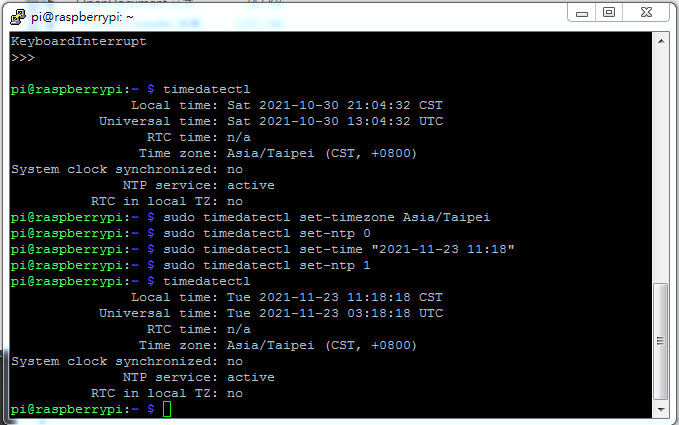 pi@raspberrypi: ~
KeyboardInterrupt
>>>
pi@raspberrypi:~ $ timedatectl
Local time: Sat 2021-10-30 21:04:32 CST
Universal time: Sat 2021-10-30 13:04:32 UTC
RTC time: n/a
Time zone: Asia/Taipei (CST, +0800)
System clock synchronized: no
NTP service: active
RTC in local TZ: no
pi@raspberrypi:~ $ sudo timedatectl set-timezone Asia/Taipei
pi@raspberrypi:~ $ sudo timedatectl set-ntp 0
pi@raspberrypi:~ $ sudo timedatectl set-time "2021-11-23 11:18"
pi@raspberrypi:~ $ sudo timedatectl set-ntp 1
pi@raspberrypi:~ $ timedatectl
Local time: Tue 2021-11-23 11:18:18 CST
Universal time: Tue 2021-11-23 03:18:18 UTC
RTC time: n/a
Time zone: Asia/Taipei (CST, +0800)
System clock synchronized: no
NTP service: active
RTC in local TZ: no
pi@raspberrypi:~ $